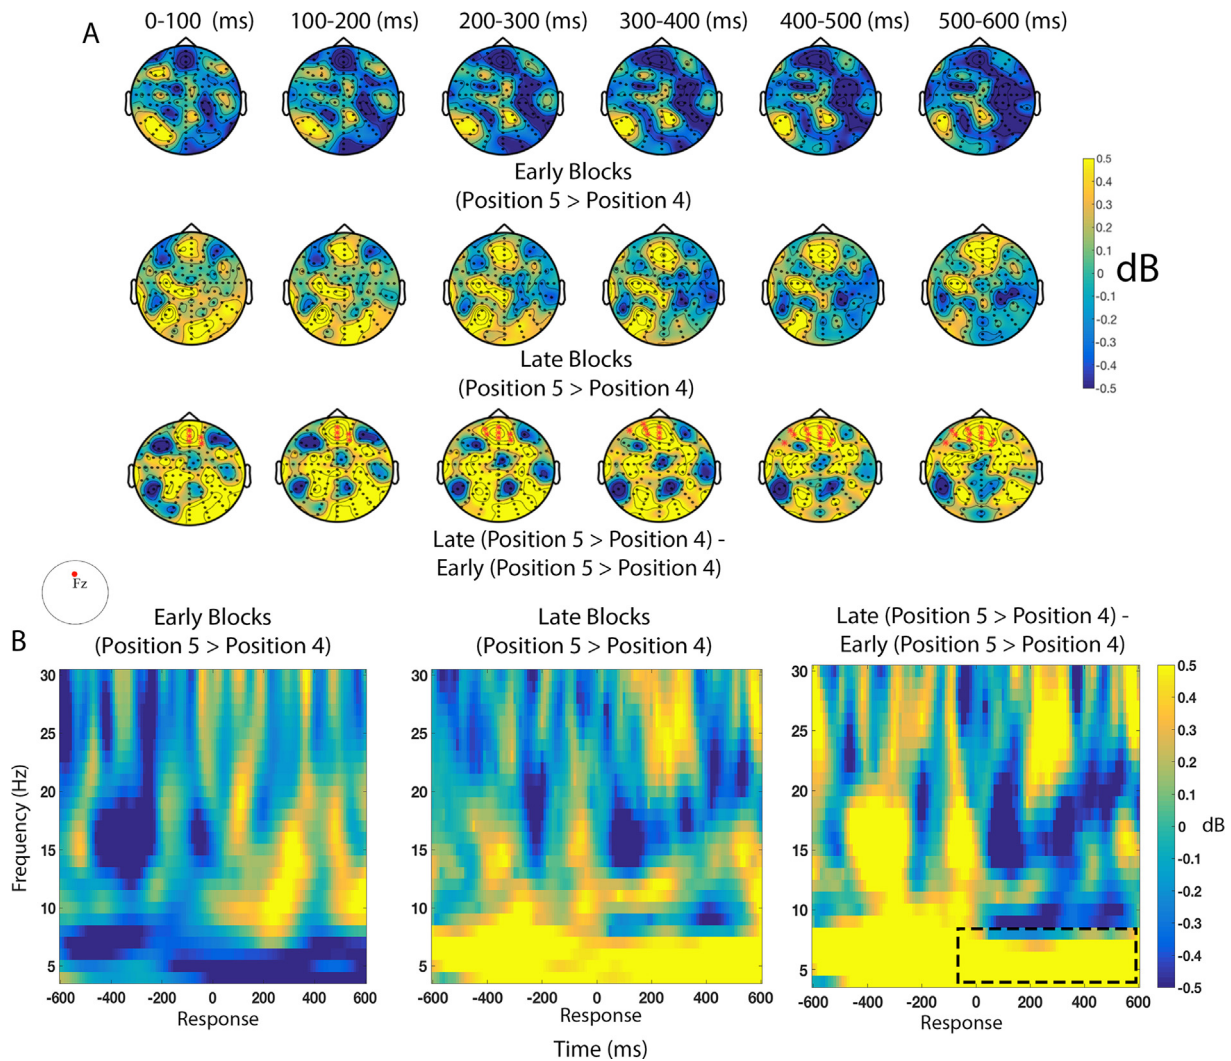 A
0-100 (ms) 100-200 (ms) 200-300 (ms) 300-400 (ms) 400-500 (ms) 500-600 (ms)
Early Blocks
(Position 5 > Position 4)
0.5
0.4
0.3
0.2
0.1
0
-0.1
-0.2
-0.3
-0.4
-0.5
dB
Late Blocks
(Position 5 > Position 4)
Late (Position 5 > Position 4) -
Early (Position 5 > Position 4)
Fz
B
Early Blocks
(Position 5 > Position 4)
Late Blocks
(Position 5 > Position 4)
Late (Position 5 > Position 4) -
Early (Position 5 > Position 4)
Frequency (Hz)
30
25
20
15
10
5
-600 -400 -200 0 200 400 600
Response
30
25
20
15
10
5
-600 -400 -200 0 200 400 600
Response
30
25
20
15
10
5
-600 -400 -200 0 200 400 600
Response
0.5
0.4
0.3
0.2
0.1
0
-0.1
-0.2
-0.3
-0.4
-0.5
dB
Time (ms)